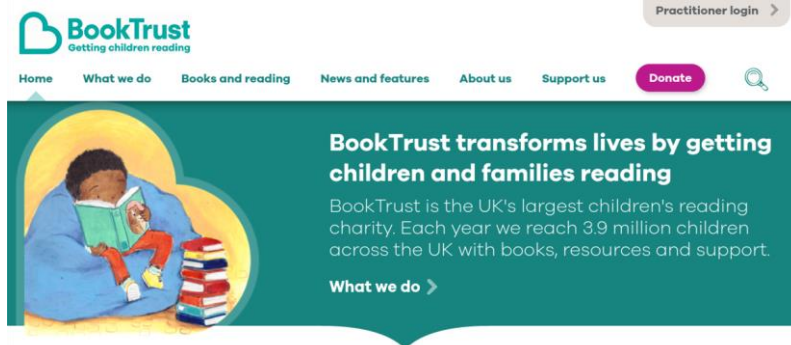 Practitioner login
BookTrust
Getting children reading
Home What we do Books and reading News and features About us Support us Donate
BookTrust transforms lives by getting
children and families reading
BookTrust is the UK's largest children's reading
charity. Each year we reach 3.9 million children
across the UK with books, resources and support.
What we do